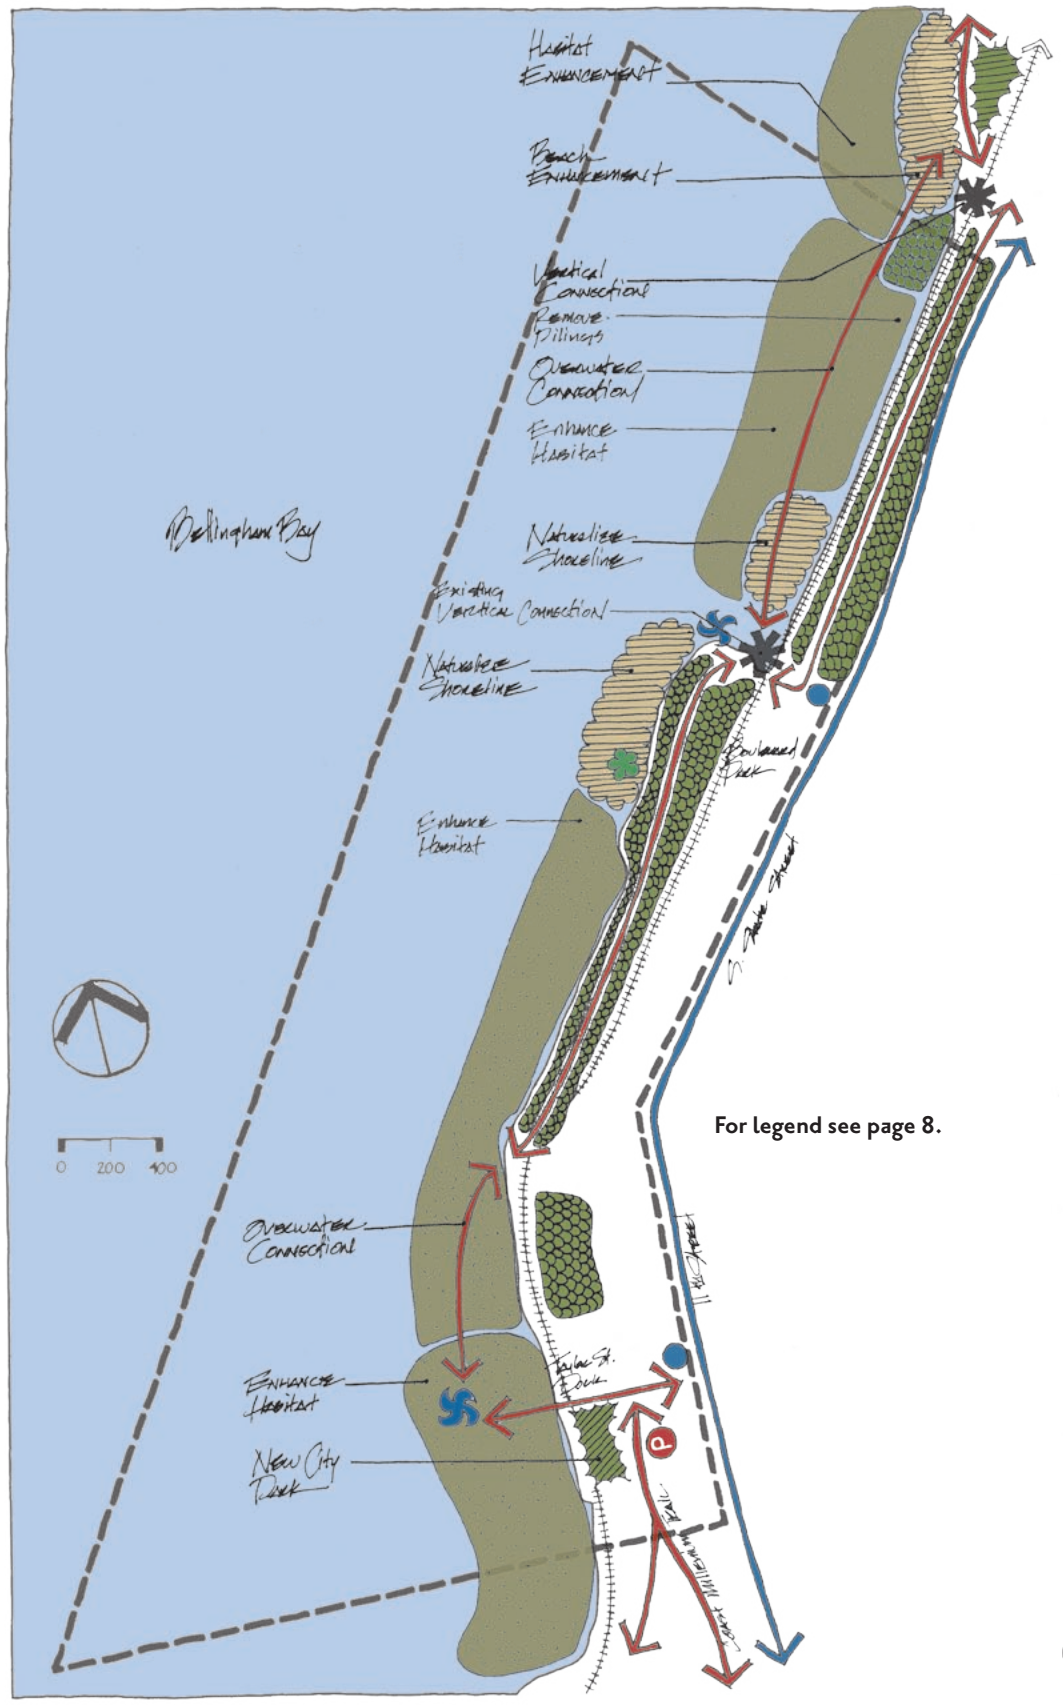 Habitat
Enhancement
Beach
Enhancement
Vertical
Connection
Remove
Pilings
Overwater
Connection
Enhance
Habitat
Bellingham Bay
Naturalize
Shoreline
Existing
Vertical Connection
Naturalize
Shoreline
Boulevard
Park
Enhance
Habitat
S. State Street
For legend see page 8.
0 200 400
Overwater
Connection
11th Street
Enhance
Habitat
Taylor St.
Dock
P
New City
Park
Coast Millennium Trail